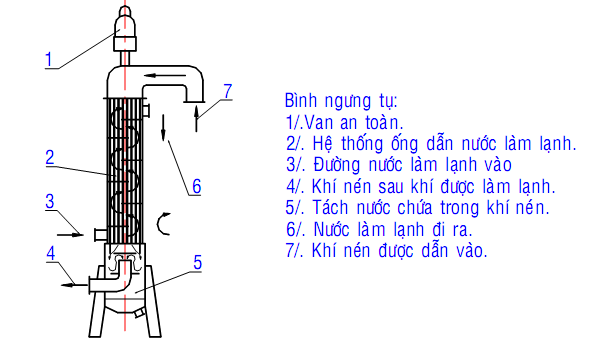 1
7
2
6
3
4
5
Bình ngưng tụ:
1/.Van an toàn.
2/. Hệ thống ống dẫn nước làm lạnh.
3/. Đường nước làm lạnh vào
4/. Khí nén sau khí được làm lạnh.
5/. Tách nước chứa trong khí nén.
6/. Nước làm lạnh đi ra.
7/. Khí nén được dẫn vào.